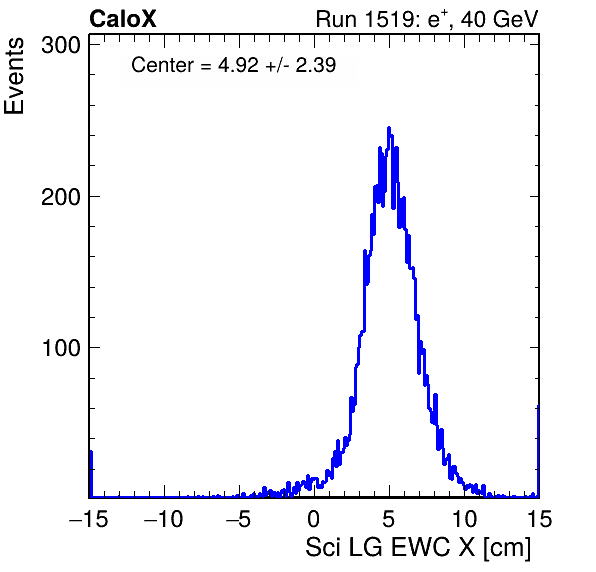 CaloX Run 1519: e⁺, 40 GeV
Center = 4.92 +/- 2.39
Events
300
200
100
−15 −10 −5 0 5 10 15
Sci LG EWC X [cm]